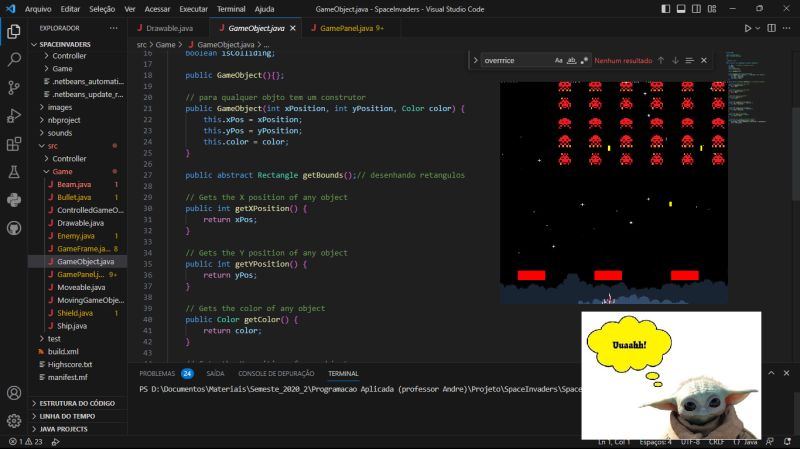 Arquivo
Editar
Seleção
Ver
Acessar
Executar
Terminal
Ajuda
GameObject.java - SpaceInvaders - Visual Studio Code
EXPLORADOR
SPACEINVADERS
Controller
Game
.netbeans_automati...
.netbeans_update_r...
images
nbproject
sounds
src
Controller
Game
Beam.java 1
Bullet.java 1
ControlledGameO...
Drawable.java
Enemy.java 1
GameFrame.ja... 8
GameObject.java
GamePanel.j... 9+
Moveable.java
MovingGameObje...
Shield.java 1
Ship.java
test
build.xml
Highscore.txt
manifest.mf
ESTRUTURA DO CÓDIGO
LINHA DO TEMPO
JAVA PROJECTS
Drawable.java
GameObject.java
GamePanel.java 9+
src > Game > GameObject.java > ...
16 boolean isColliding;
17
18 public GameObject(){};
19
20 // para qualquer objto tem um construtor
21 public GameObject(int xPosition, int yPosition, Color color) {
22 this.xPos = xPosition;
23 this.yPos = yPosition;
24 this.color = color;
25 }
26
27 public abstract Rectangle getBounds();// desenhando retangulos
28
29 // Gets the X position of any object
30 public int getXPosition() {
31 return xPos;
32 }
33
34 // Gets the Y position of any object
35 public int getYPosition() {
36 return yPos;
37 }
38
39 // Gets the color of any object
40 public Color getColor() {
41 return color;
42 }
43
overrrice
Aa
ab
Nenhum resultado
Uuaahh!
PROBLEMAS 24
SAÍDA
CONSOLE DE DEPURAÇÃO
TERMINAL
PS D:\Documentos\Materiais\Semeste_2020_2\Programacao Aplicada (professor Andre)\Projeto\SpaceInvaders\Spac
1 23
Ln 1, Col 1
Espaços: 4
UTF-8
CRLF
Java